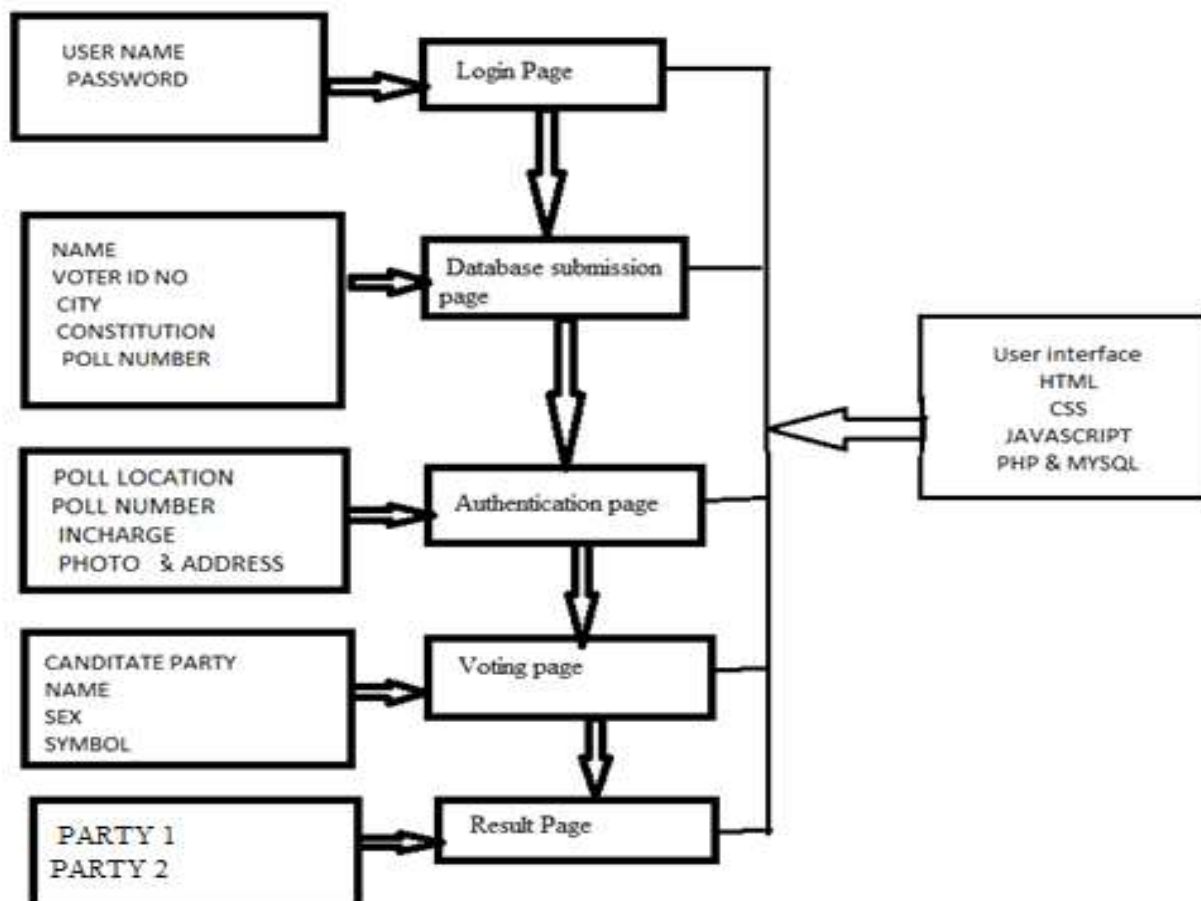 USER NAME
PASSWORD
Login Page
NAME
VOTER ID NO
CITY
CONSTITUTION
POLL NUMBER
Database submission
page
User interface
HTML
CSS
JAVASCRIPT
PHP & MYSQL
POLL LOCATION
POLL NUMBER
INCHARGE
PHOTO & ADDRESS
Authentication page
CANDITATE PARTY
NAME
SEX
SYMBOL
Voting page
PARTY 1
PARTY 2
Result Page